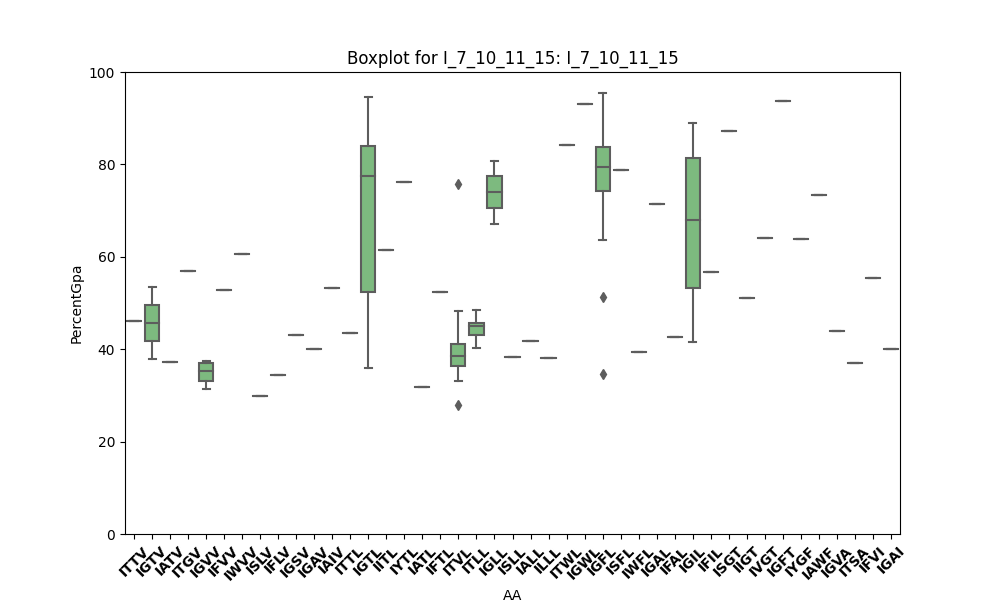 Boxplot for I_7_10_11_15: I_7_10_11_15
100
80
60
40
20
0
PercentGpa
ITTV
IGTV
IATV
ITGV
IGVV
IFVV
IWVV
ISLV
IFLV
IGSV
IGAV
IAIV
ITTL
IGTL
IITL
IYTL
IATL
IFTL
ITVL
ITLL
IGLL
ISLL
IALL
ILLL
ITWL
IGWL
IGFL
ISFL
IWFL
IGAL
IFAL
IGIL
IFIL
ISGT
IIGT
IVGT
IGFT
IYGF
IAWF
IGVA
ITSA
IFVI
IGAI
AA